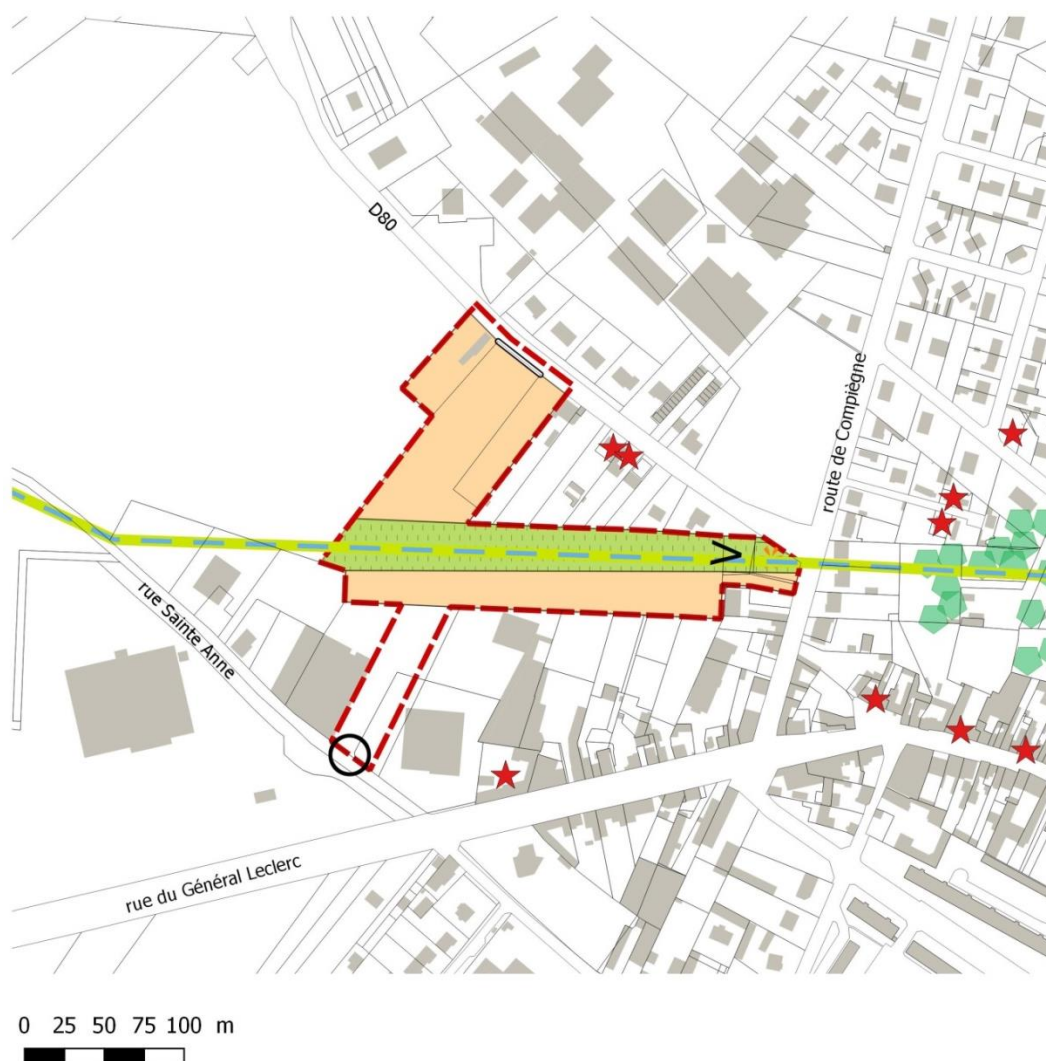 D80
route de Compiègne
rue Sainte Anne
rue du Général Leclerc
0 25 50 75 100 m